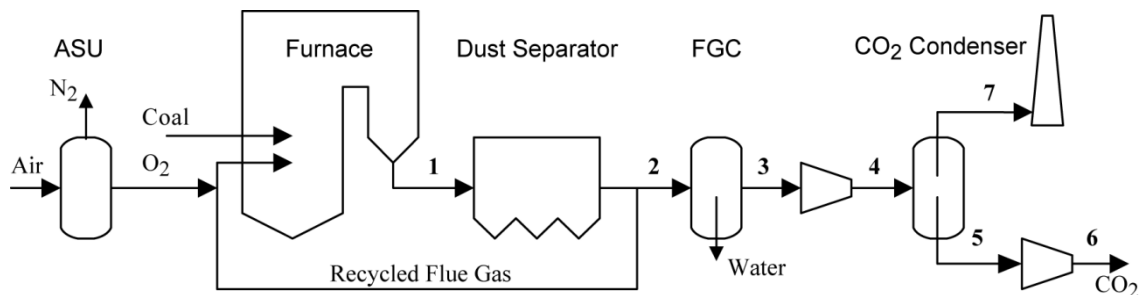 ASU
Furnace
Dust Separator
FGC
CO2 Condenser
N2
Coal
Air
O2
1
2
3
4
7
5
6
Recycled Flue Gas
Water
CO2